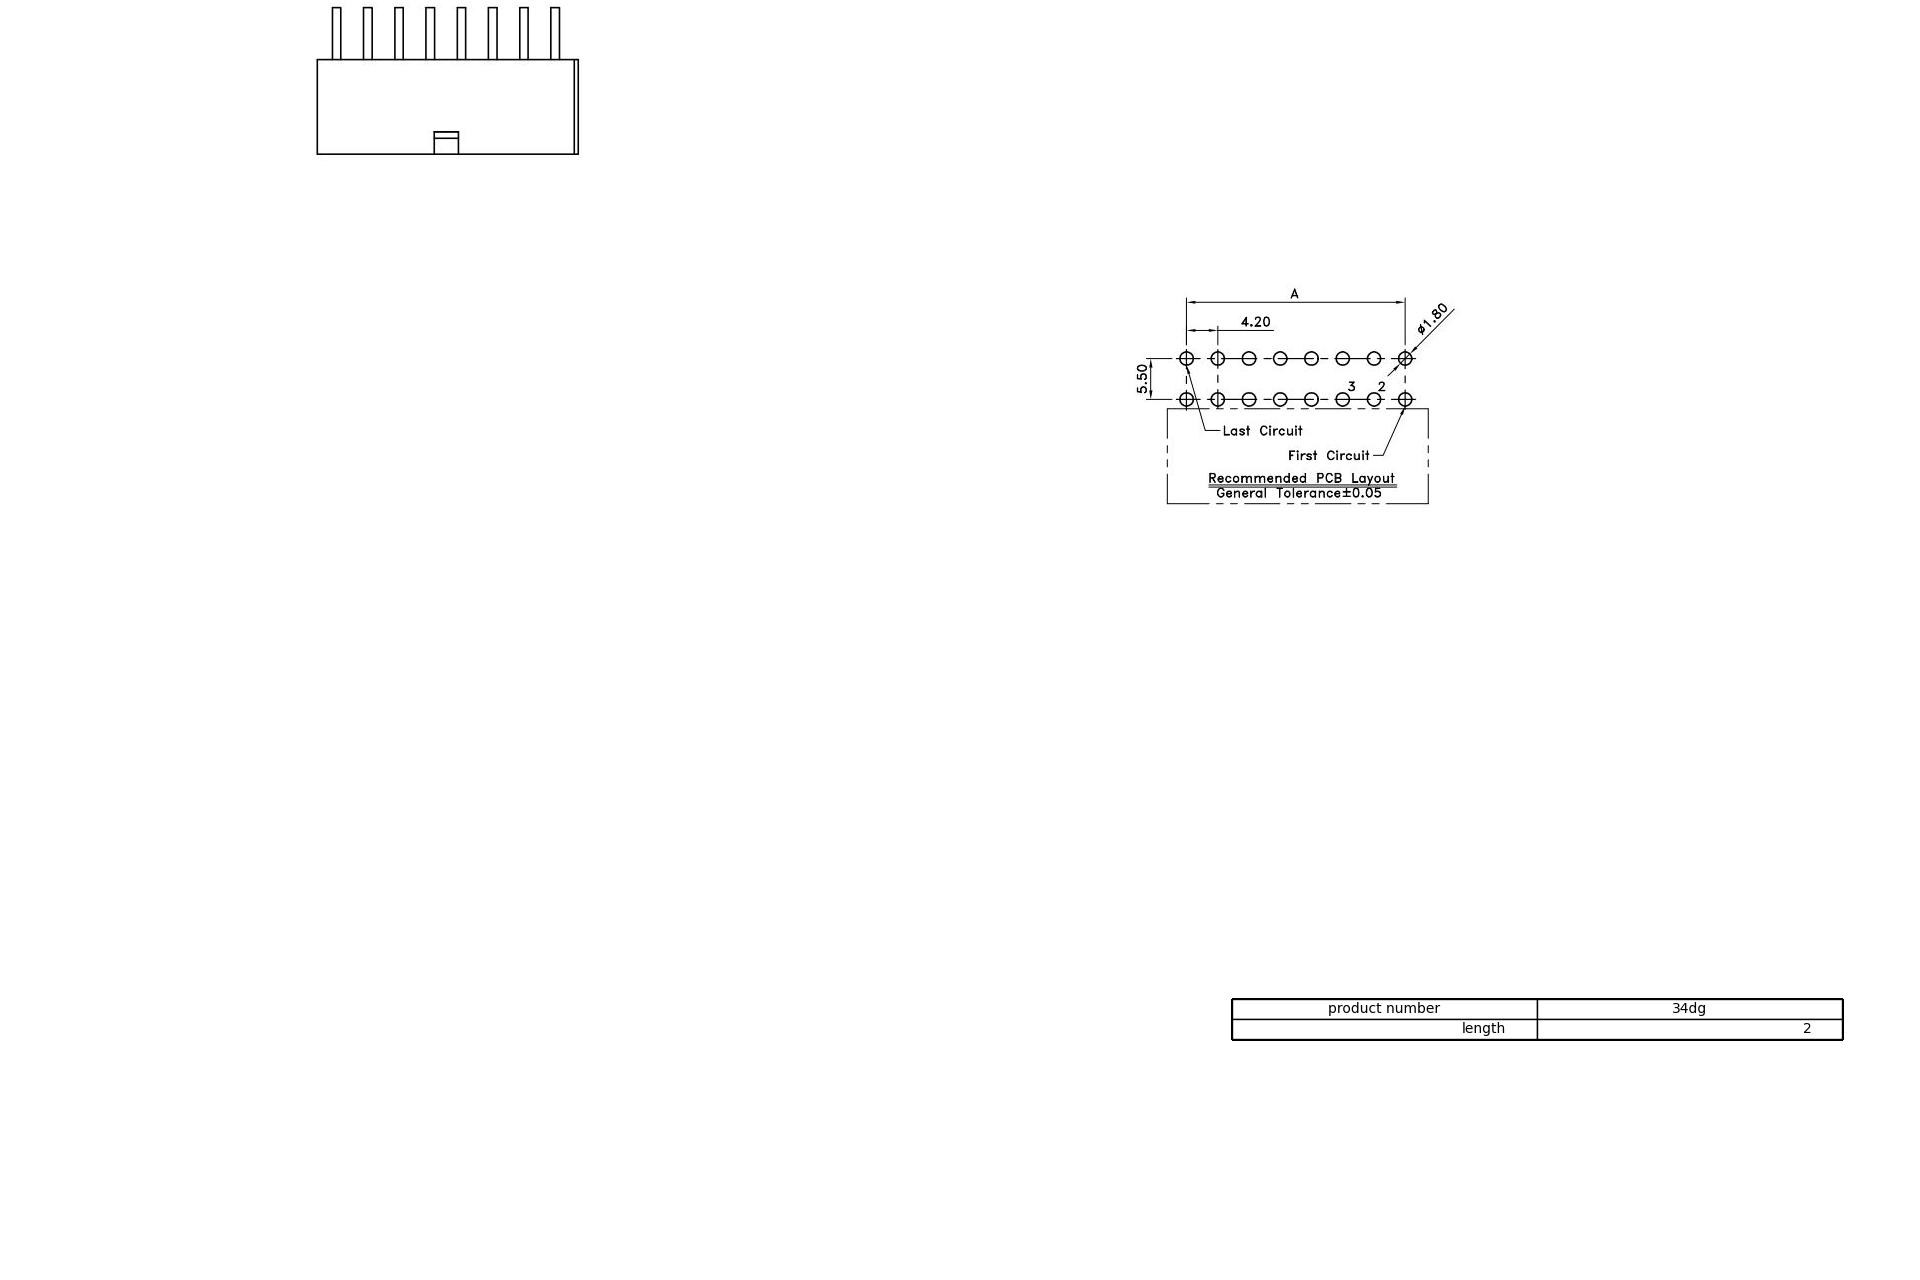 A
4.20
ø1.80
5.50
3 2
Last Circuit
First Circuit
Recommended PCB Layout
General Tolerance±0.05
product number 34dg
length 2